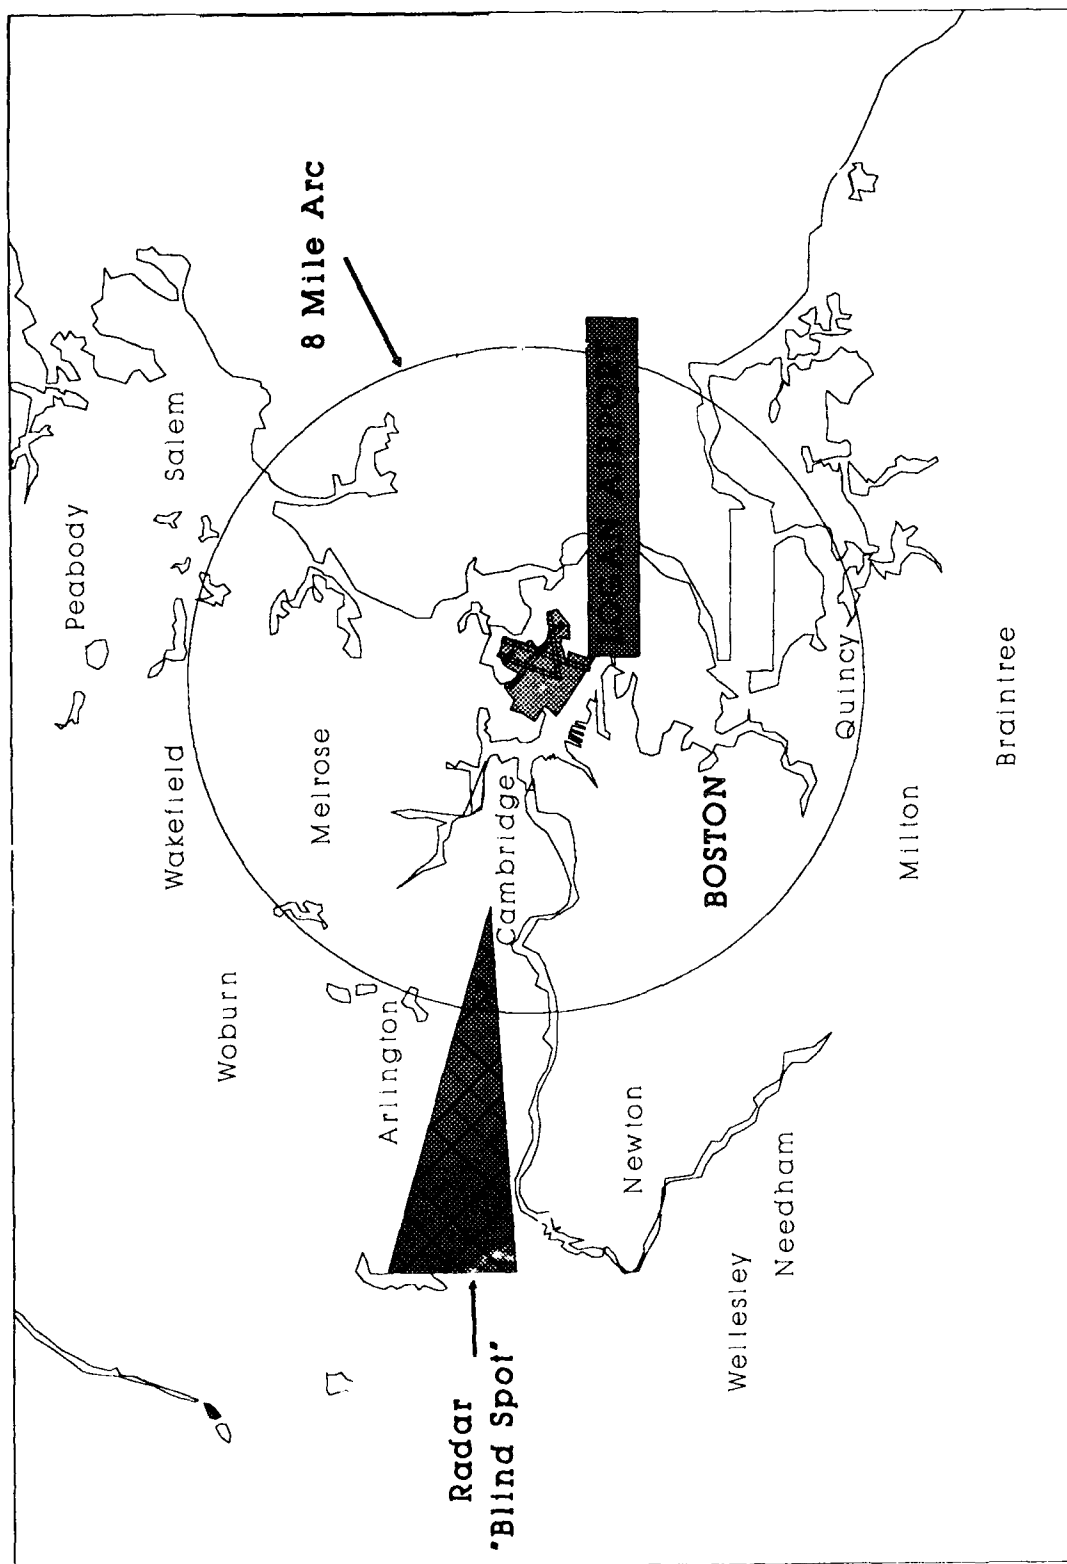 Peabody
Salem
Wakefield
8 Mile Arc
Melrose
Woburn
Arlington
LOGAN AIRPORT
Cambridge
Radar
"Blind Spot"
BOSTON
Newton
Quincy
Wellesley
Needham
Milton
Braintree